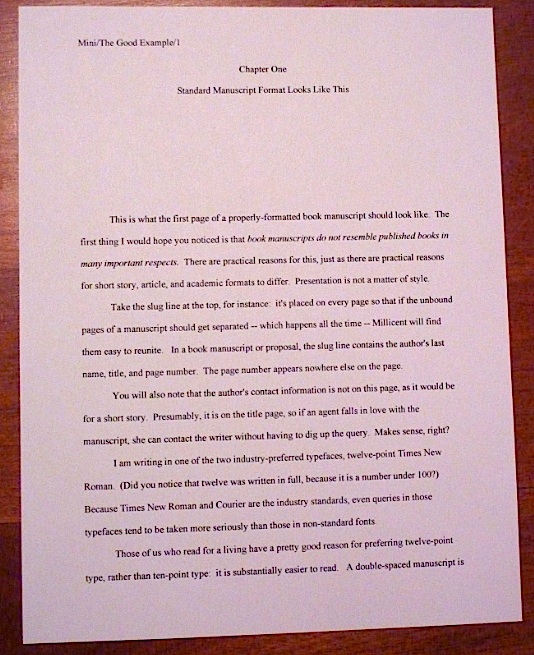 Mini/The Good Example/1
Chapter One
Standard Manuscript Format Looks Like This
This is what the first page of a properly-formatted book manuscript should look like. The
first thing I would hope you noticed is that book manuscripts do not resemble published books in
many important respects. There are practical reasons for this, just as there are practical reasons
for short story, article, and academic formats to differ. Presentation is not a matter of style.
Take the slug line at the top, for instance: it's placed on every page so that if the unbound
pages of a manuscript should get separated -- which happens all the time -- Millicent will find
them easy to reunite. In a book manuscript or proposal, the slug line contains the author's last
name, title, and page number. The page number appears nowhere else on the page.
You will also note that the author's contact information is not on this page, as it would be
for a short story. Presumably, it is on the title page, so if an agent falls in love with the
manuscript, she can contact the writer without having to dig up the query. Makes sense, right?
I am writing in one of the two industry-preferred typefaces, twelve-point Times New
Roman. (Did you notice that twelve was written in full, because it is a number under 100?)
Because Times New Roman and Courier are the industry standards, even queries in those
typefaces tend to be taken more seriously than those in non-standard fonts.
Those of us who read for a living have a pretty good reason for preferring twelve-point
type, rather than ten-point type: it is substantially easier to read. A double-spaced manuscript is